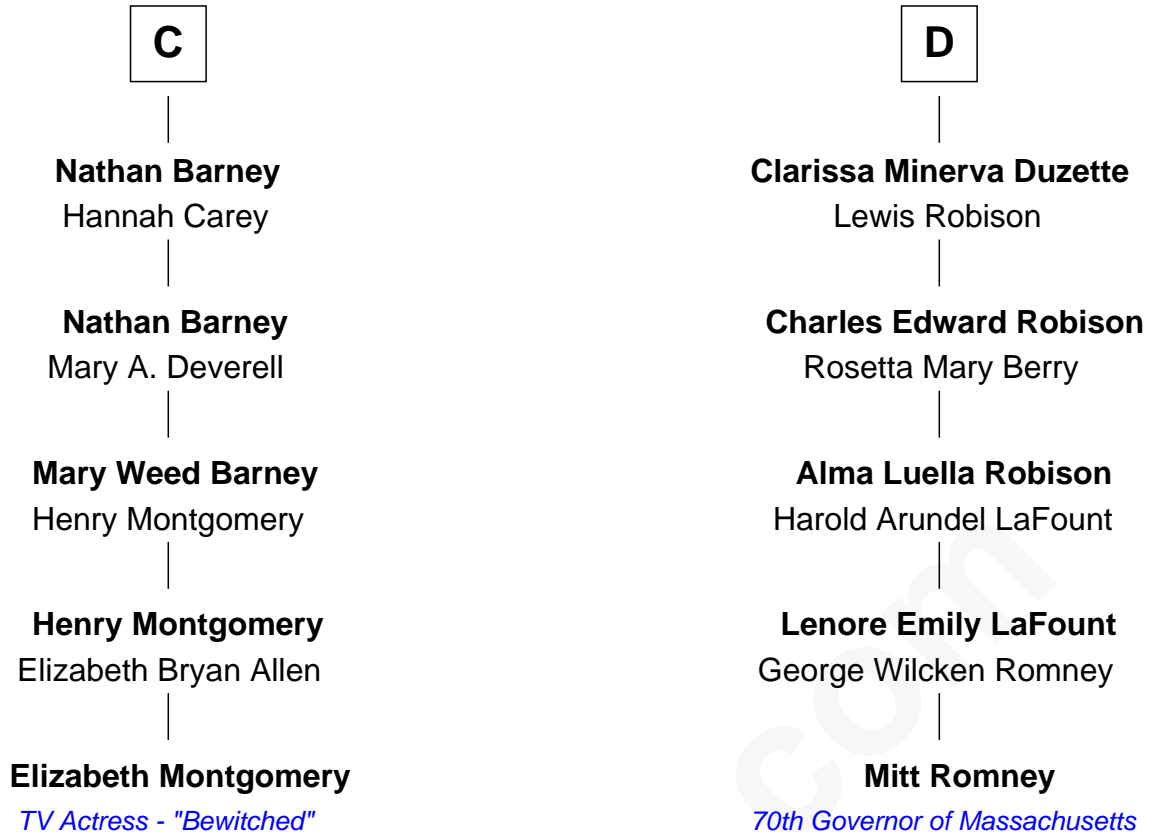 C
Nathan Barney
Hannah Carey
Nathan Barney
Mary A. Deverell
Mary Weed Barney
Henry Montgomery
Henry Montgomery
Elizabeth Bryan Allen
Elizabeth Montgomery
TV Actress - "Bewitched"
D
Clarissa Minerva Duzette
Lewis Robison
Charles Edward Robison
Rosetta Mary Berry
Alma Luella Robison
Harold Arundel LaFount
Lenore Emily LaFount
George Wilcken Romney
Mitt Romney
70th Governor of Massachusetts
com